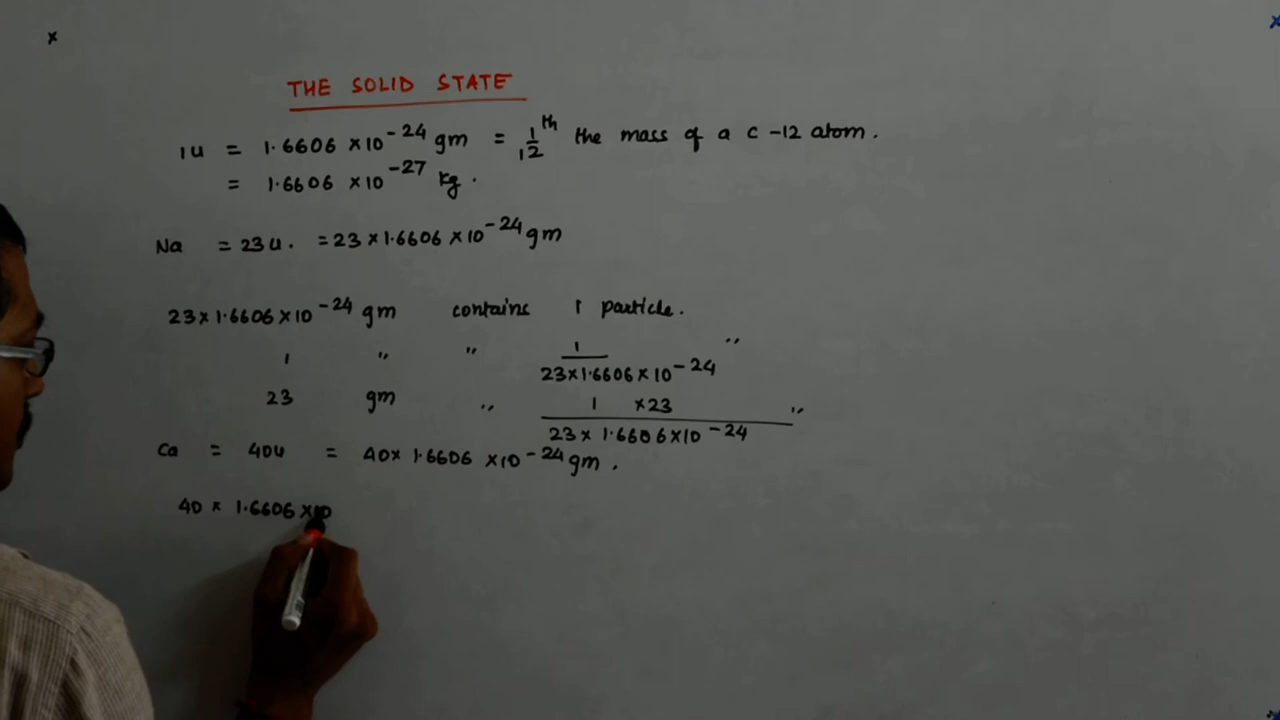 THE SOLID STATE
1u = 1.6606 ×10⁻²⁴ gm = 1/12 th the mass of a C -12 atom.
= 1.6606 ×10⁻²⁷ kg.
Na = 23u. = 23 × 1.6606 × 10⁻²⁴ gm
23 × 1.6606 × 10⁻²⁴ gm contains 1 particle.
1 " " 1/(23×1.6606 × 10⁻²⁴) "
23 gm " (1 ×23)/(23 × 1.6606×10⁻²⁴) "
Ca = 40u = 40× 1.6606 ×10⁻²⁴ gm.
40 × 1.6606 ×10